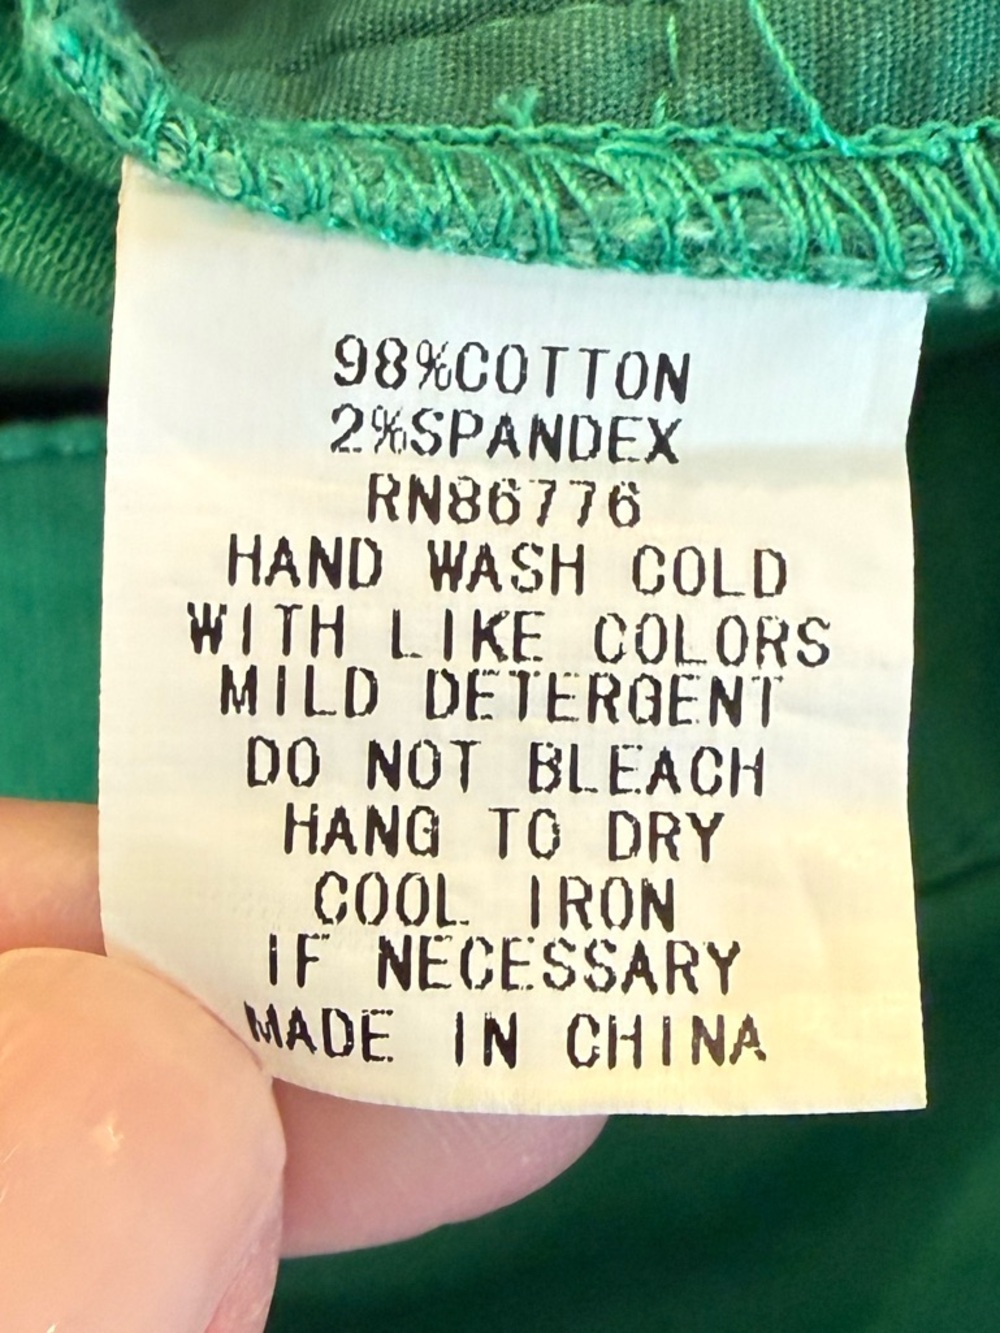 98%COTTON
2%SPANDEX
RN86776
HAND WASH COLD
WITH LIKE COLORS
MILD DETERGENT
DO NOT BLEACH
HANG TO DRY
COOL IRON
IF NECESSARY
MADE IN CHINA